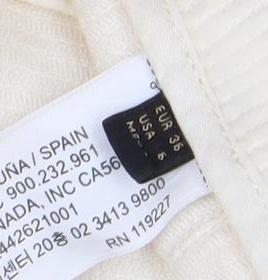 EUR 36
USA 6
UNA / SPAIN
900.232.961
NADA, INC CA56
442621001
센터 20층 02 3413 9800
RN 119227